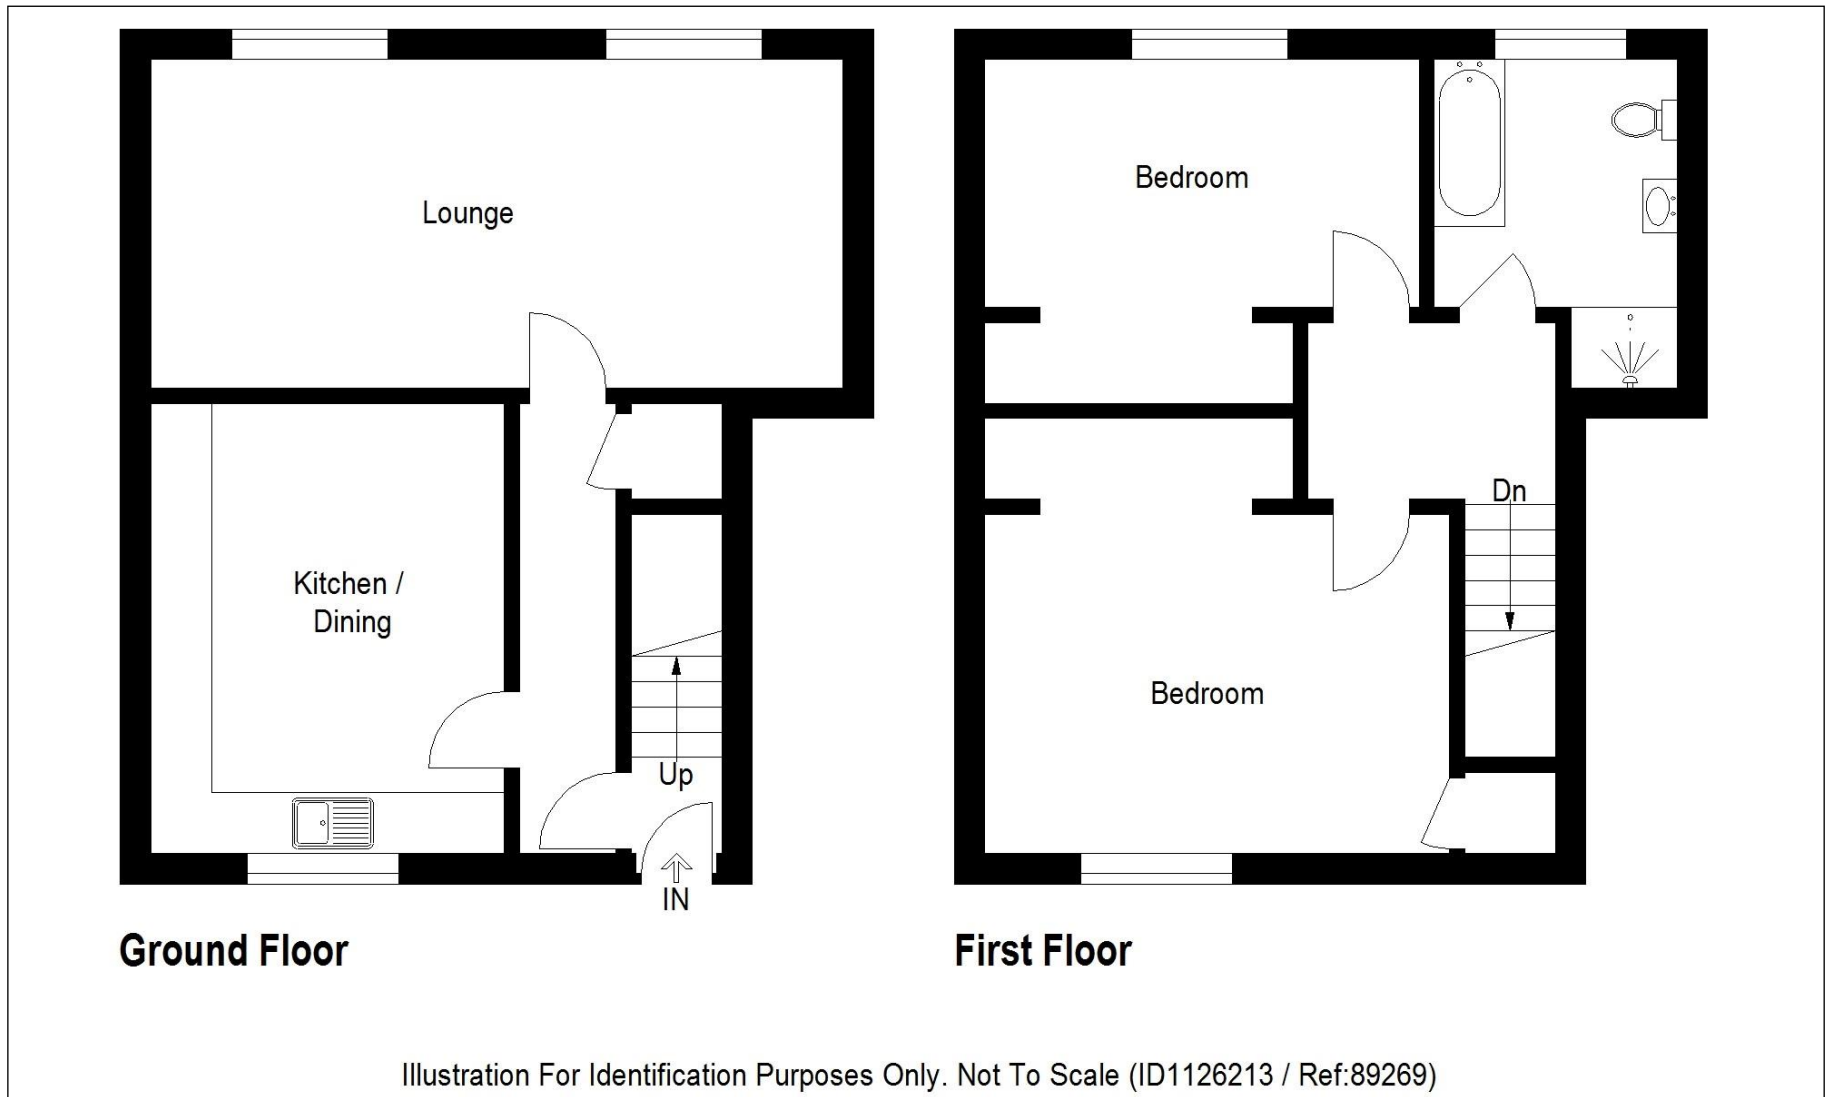 Lounge
Kitchen /
Dining
Up
IN
Ground Floor
Bedroom
Dn
Bedroom
First Floor
Illustration For Identification Purposes Only. Not To Scale (ID1126213 / Ref:89269)